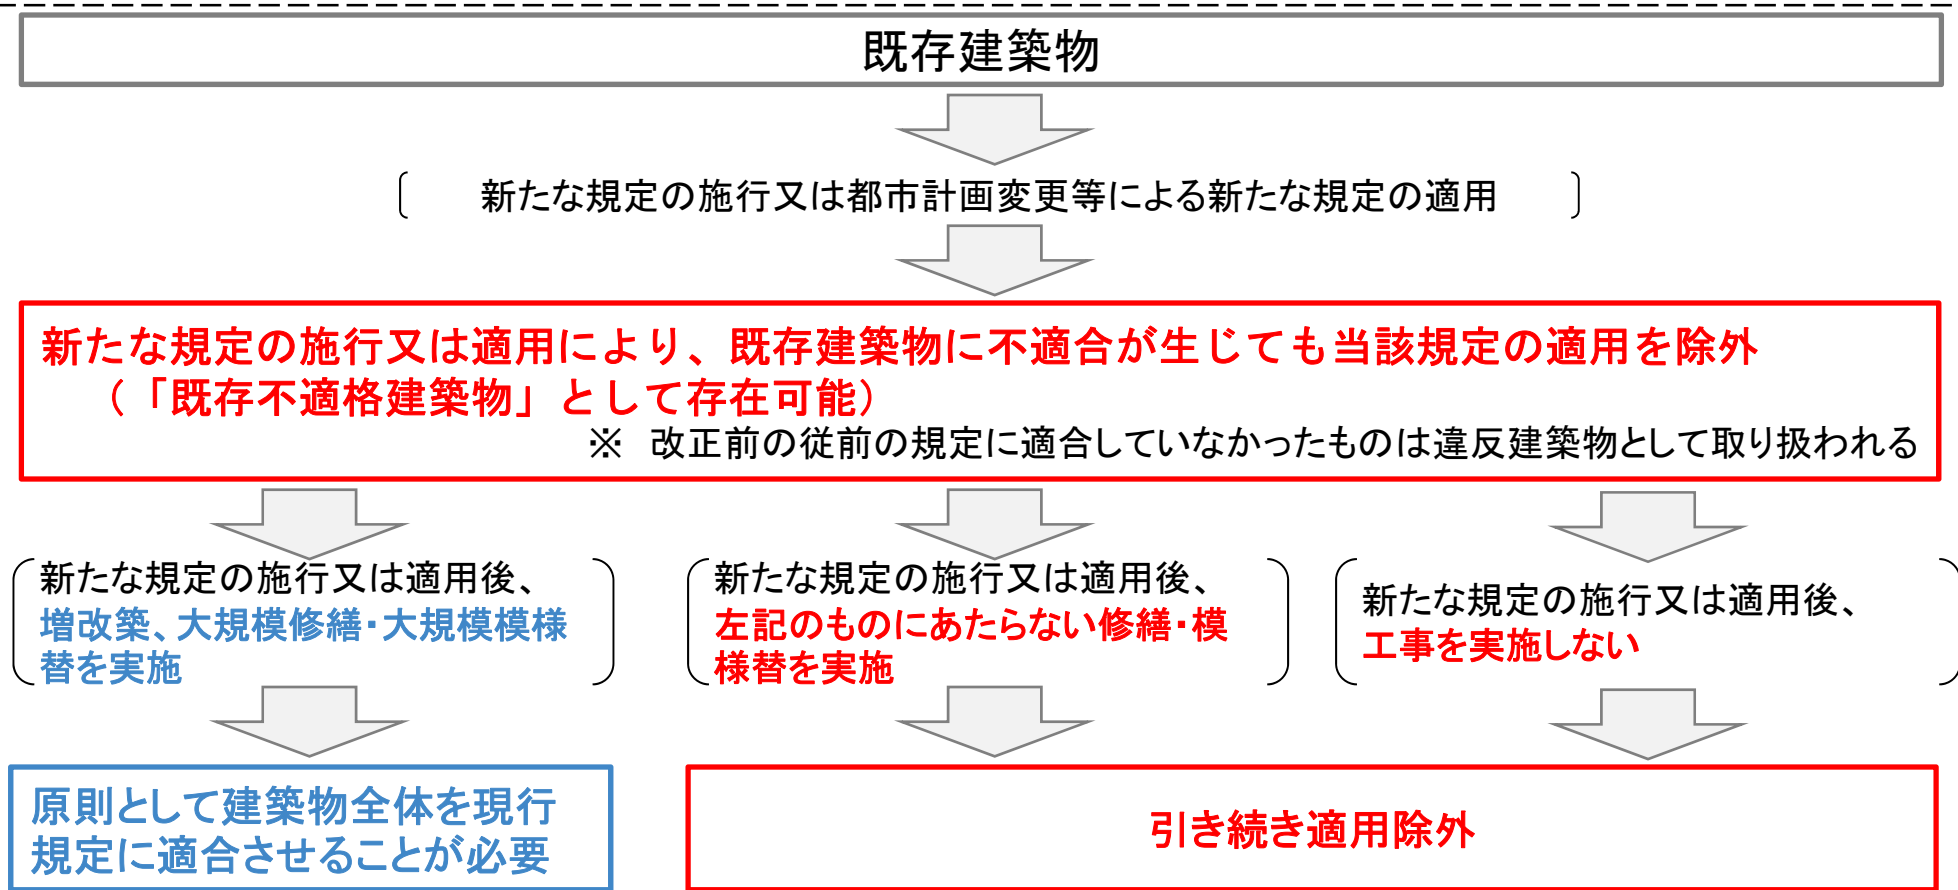 既存建築物
新たな規定の施行又は都市計画変更等による新たな規定の適用
新たな規定の施行又は適用により、既存建築物に不適合が生じても当該規定の適用を除外
（「既存不適格建築物」として存在可能）
※　改正前の従前の規定に適合していなかったものは違反建築物として取り扱われる
新たな規定の施行又は適用後、
増改築、大規模修繕・大規模模様
替を実施
新たな規定の施行又は適用後、
左記のものにあたらない修繕・模
様替を実施
新たな規定の施行又は適用後、
工事を実施しない
原則として建築物全体を現行
規定に適合させることが必要
引き続き適用除外